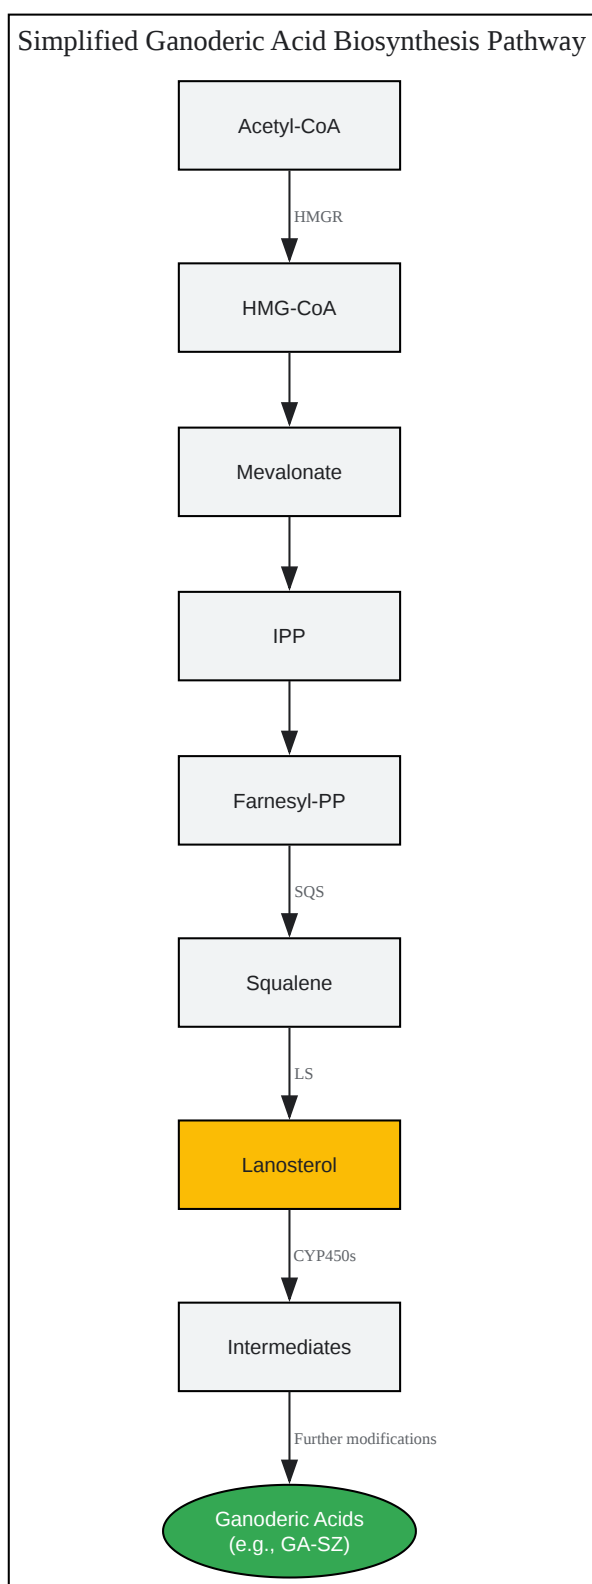 Simplified Ganoderic Acid Biosynthesis Pathway
Acetyl-CoA
HMGR
HMG-CoA
Mevalonate
IPP
Farnesyl-PP
SQS
Squalene
LS
Lanosterol
CYP450s
Intermediates
Further modifications
Ganoderic Acids
(e.g., GA-SZ)